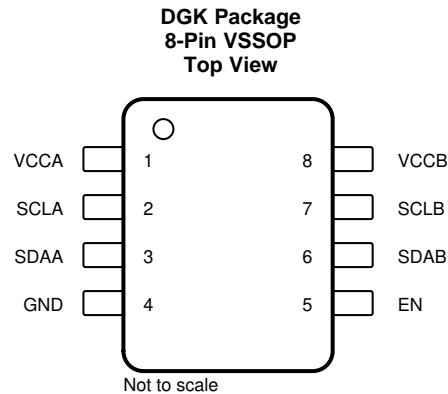 DGK Package
8-Pin VSSOP
Top View
VCCA 1 8 VCCB
SCLA 2 7 SCLB
SDAA 3 6 SDAB
GND 4 5 EN
Not to scale